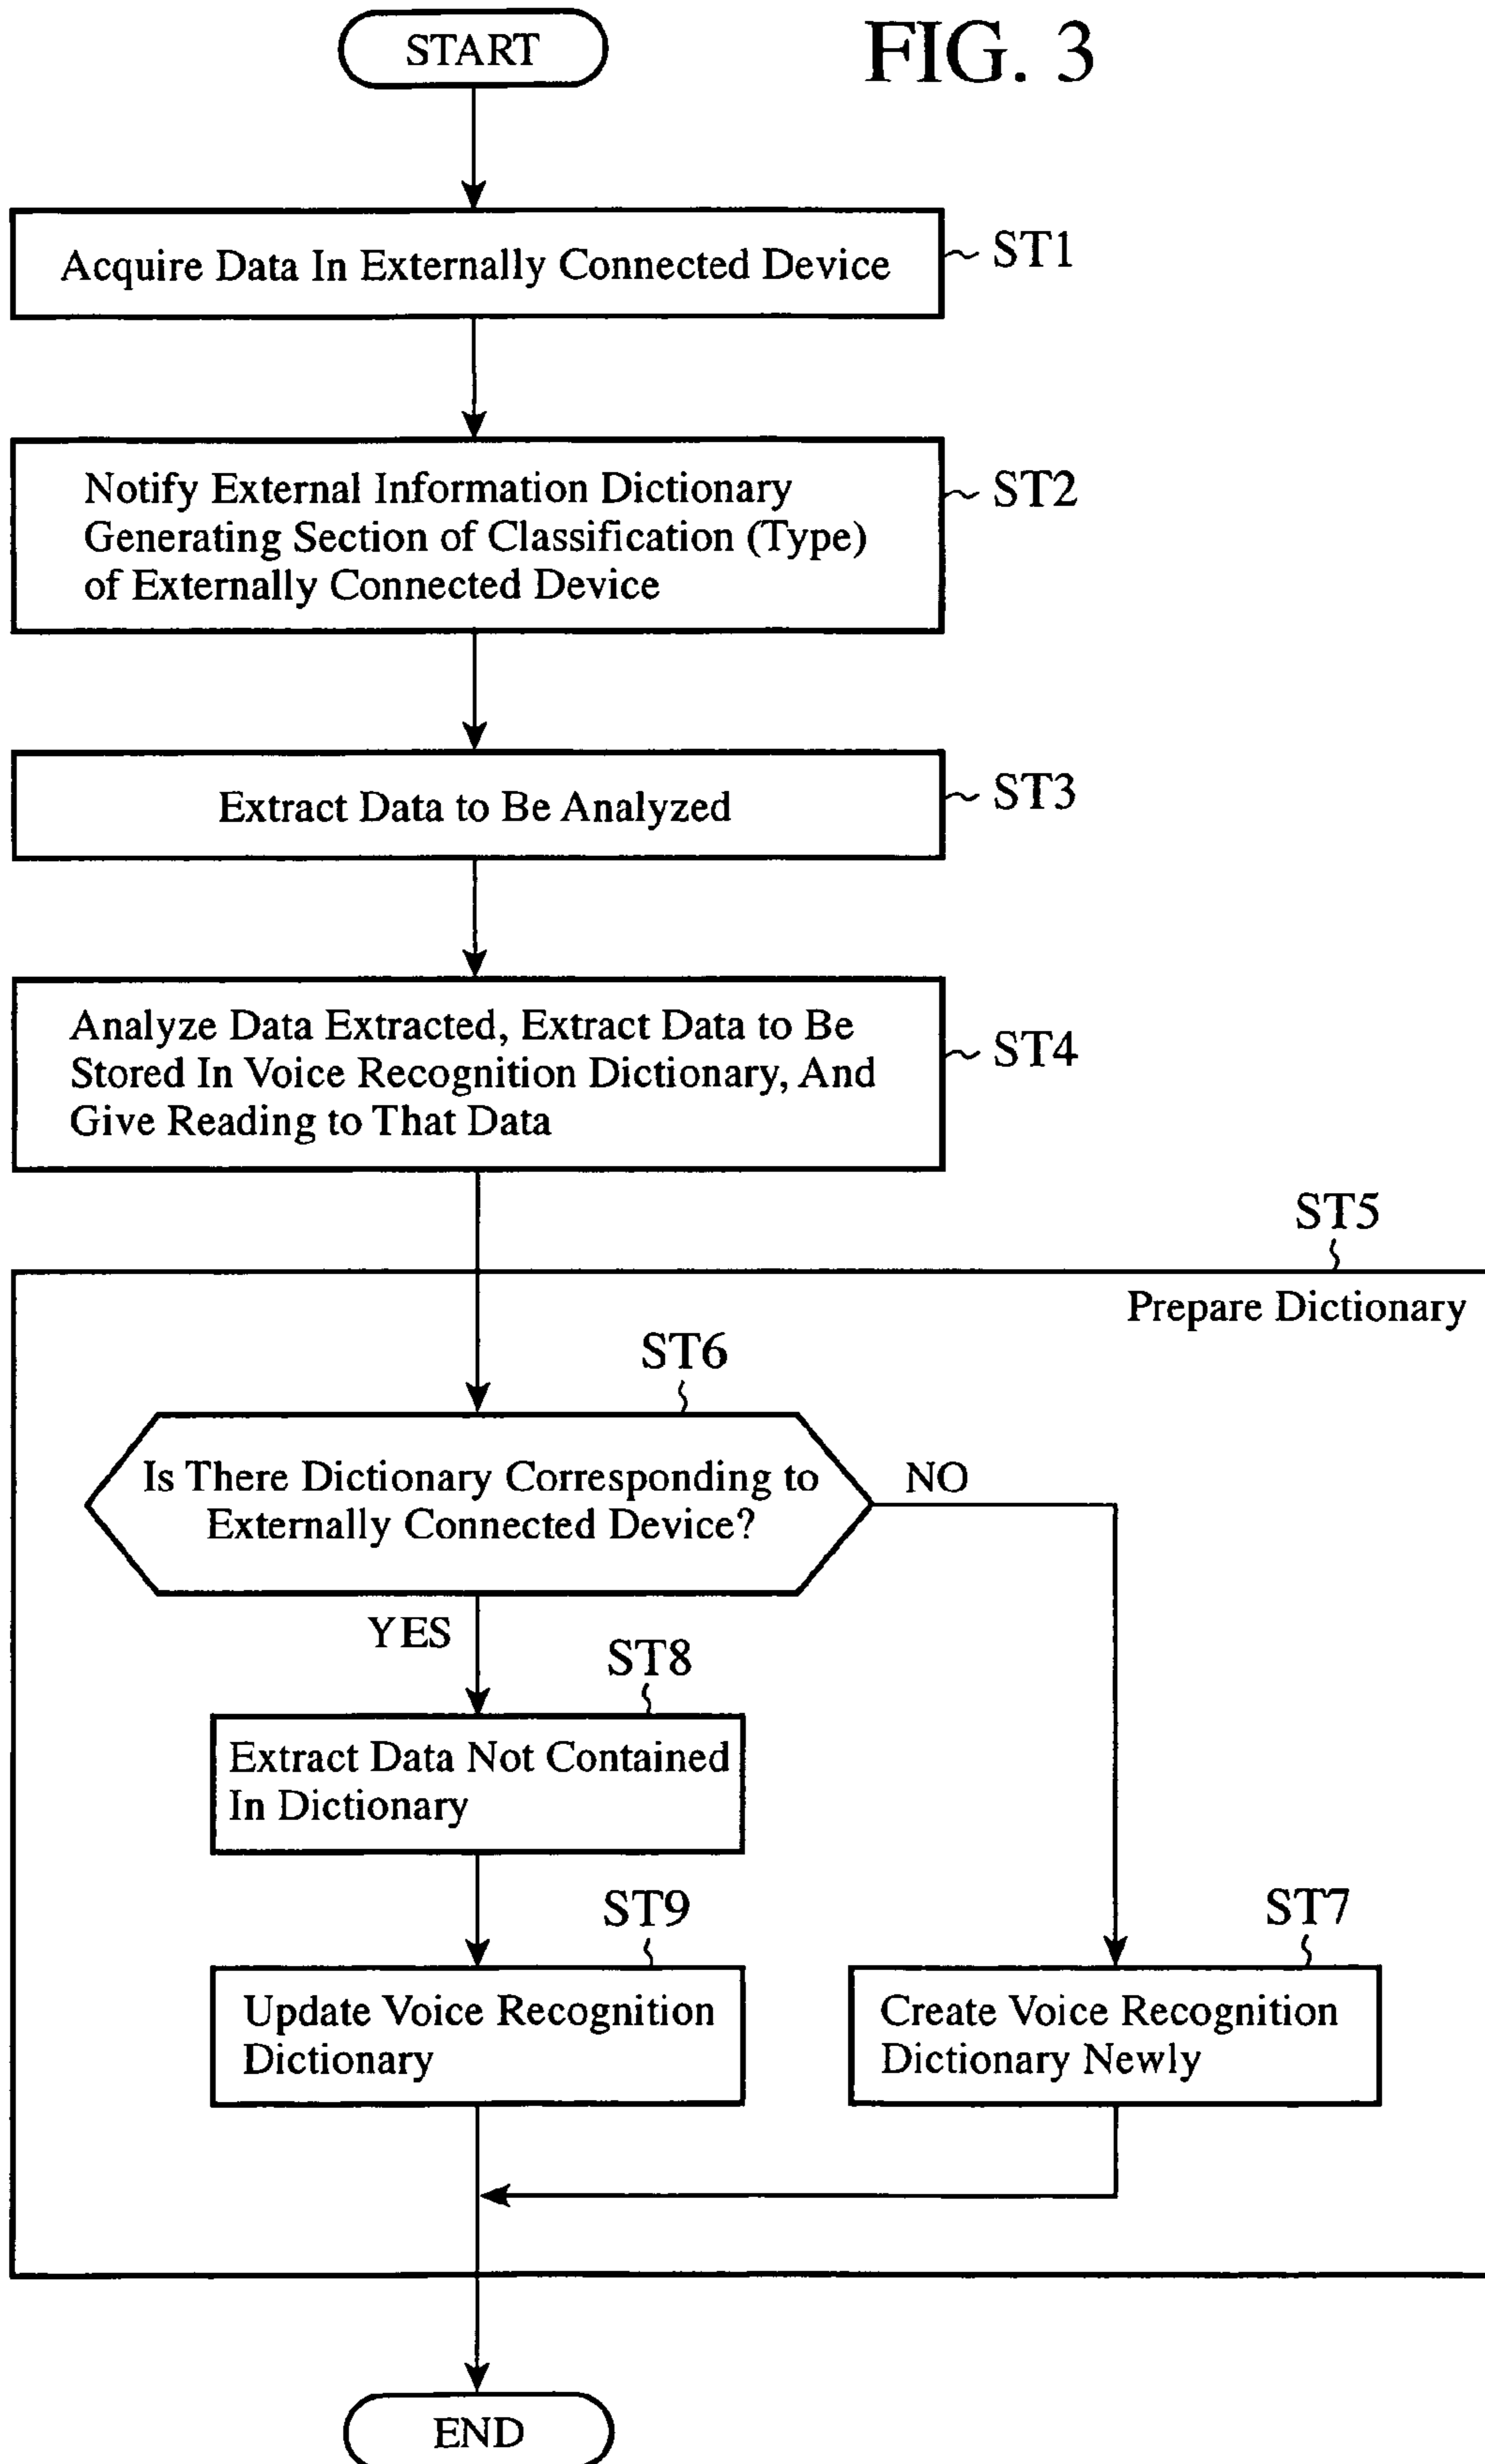 START
FIG. 3
Acquire Data In Externally Connected Device
ST1
Notify External Information Dictionary
Generating Section of Classification (Type)
of Externally Connected Device
ST2
Extract Data to Be Analyzed
ST3
Analyze Data Extracted, Extract Data to Be
Stored In Voice Recognition Dictionary, And
Give Reading to That Data
ST4
ST5
Prepare Dictionary
ST6
Is There Dictionary Corresponding to
Externally Connected Device?
NO
YES
ST8
Extract Data Not Contained
In Dictionary
ST9
Update Voice Recognition
Dictionary
ST7
Create Voice Recognition
Dictionary Newly
END